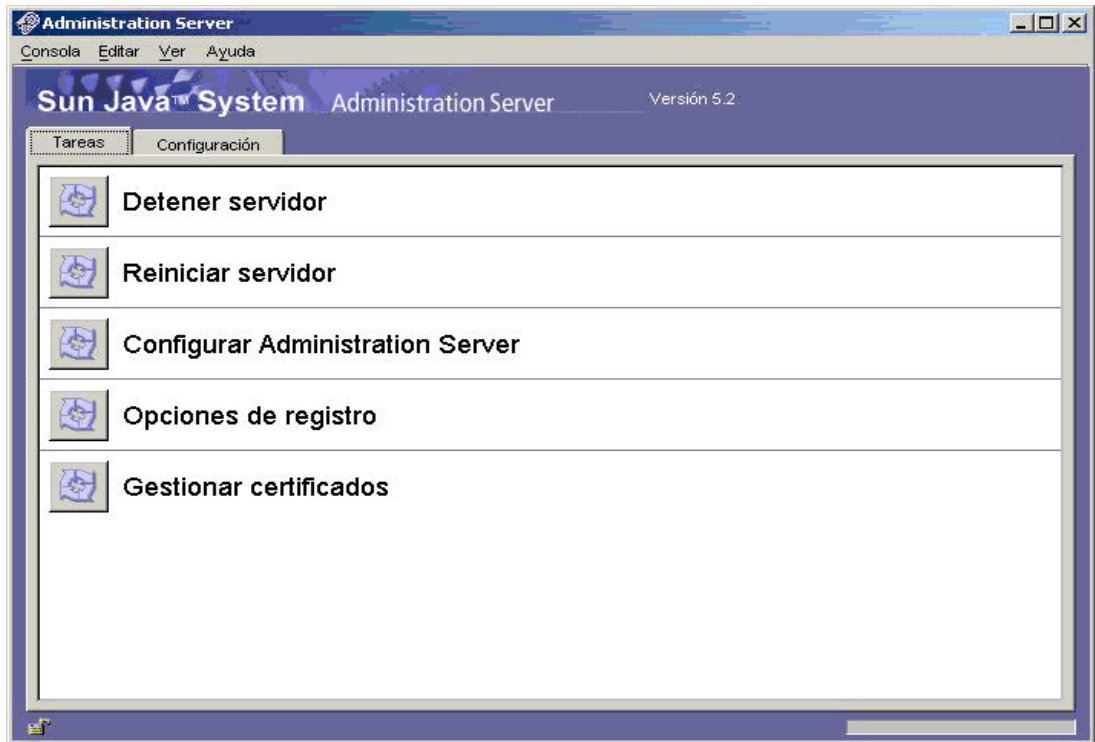 Administration Server
Consola Editar Ver Ayuda
Sun Java™ System Administration Server Versión 5.2
Tareas Configuración
Detener servidor
Reiniciar servidor
Configurar Administration Server
Opciones de registro
Gestionar certificados